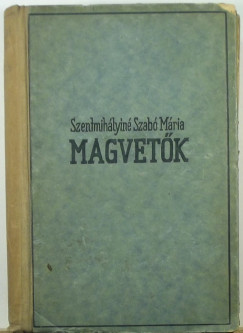 Szentmihályiné Szabó Mária
MAGVETŐK